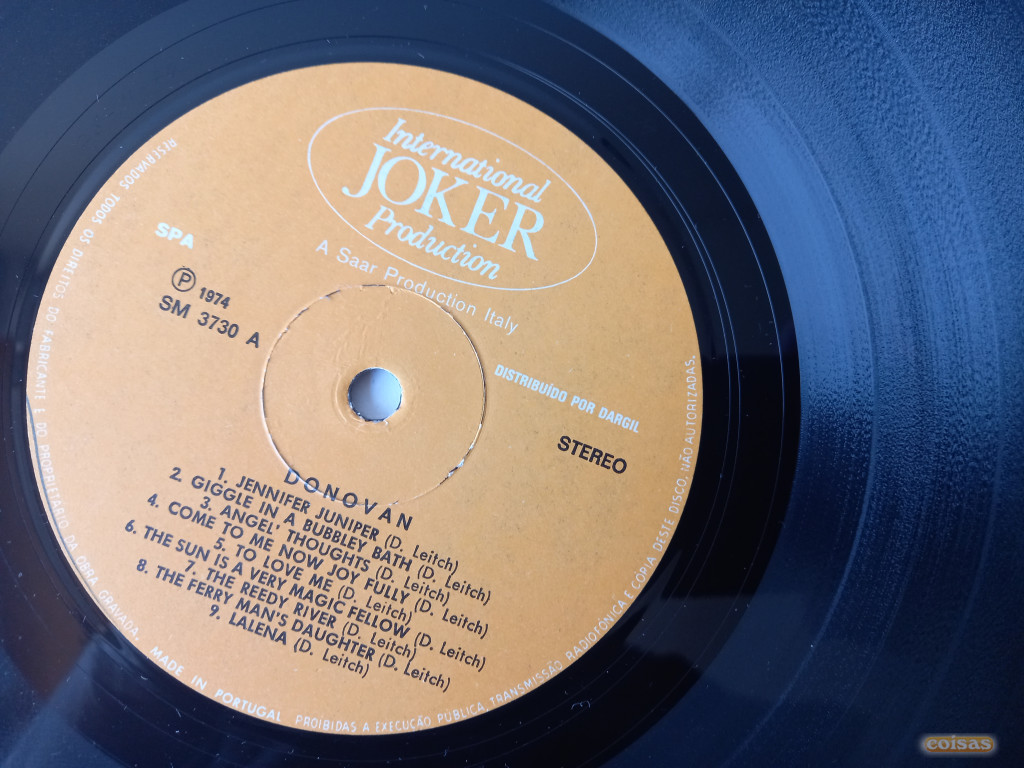 International
JOKER
Production
A Saar Production Italy
SPA
Ⓟ 1974
SM 3730 A
DISTRIBUÍDO POR DARGIL
STEREO
DONOVAN
1. JENNIFER JUNIPER (D. Leitch)
2. GIGGLE IN A BUBBLEY BATH (D. Leitch)
3. ANGEL' THOUGHTS (D. Leitch)
4. COME TO ME NOW JOY FULLY (D. Leitch)
5. TO LOVE ME (D. Leitch)
6. THE SUN IS A VERY MAGIC FELLOW (D. Leitch)
7. THE REEDY RIVER (D. Leitch)
8. THE FERRY MAN'S DAUGHTER (D. Leitch)
9. LALENA (D. Leitch)
RESERVADOS TODOS OS DIREITOS DO FABRICANTE E DO PROPRIETARIO DA OBRA GRAVADA.
MADE IN PORTUGAL
PROIBIDAS A EXECUÇÃO PÚBLICA, TRANSMISSÃO RADIOTÓNICA E COPIA DESTE DISCO, NÃO AUTORIZADAS.
coisas